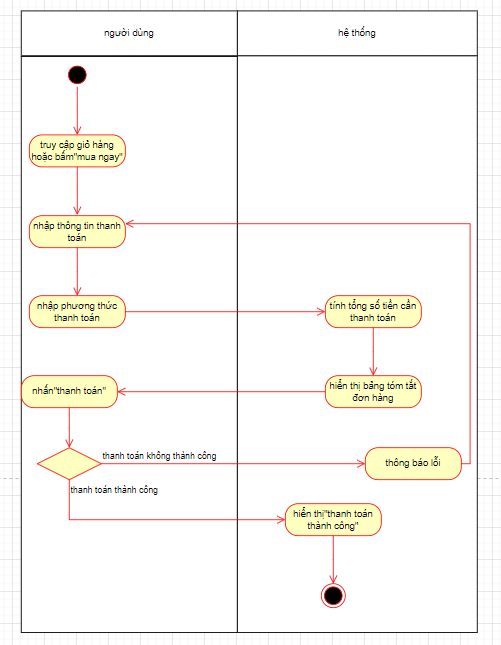 người dùng
hệ thống
truy cập giỏ hàng
hoặc bấm"mua ngay"
nhập thông tin thanh
toán
nhập phương thức
thanh toán
tính tổng số tiền cần
thanh toán
hiển thị bảng tóm tắt
đơn hàng
nhấn"thanh toán"
thanh toán không thành công
thông báo lỗi
thanh toán thành công
hiển thị"thanh toán
thành công"